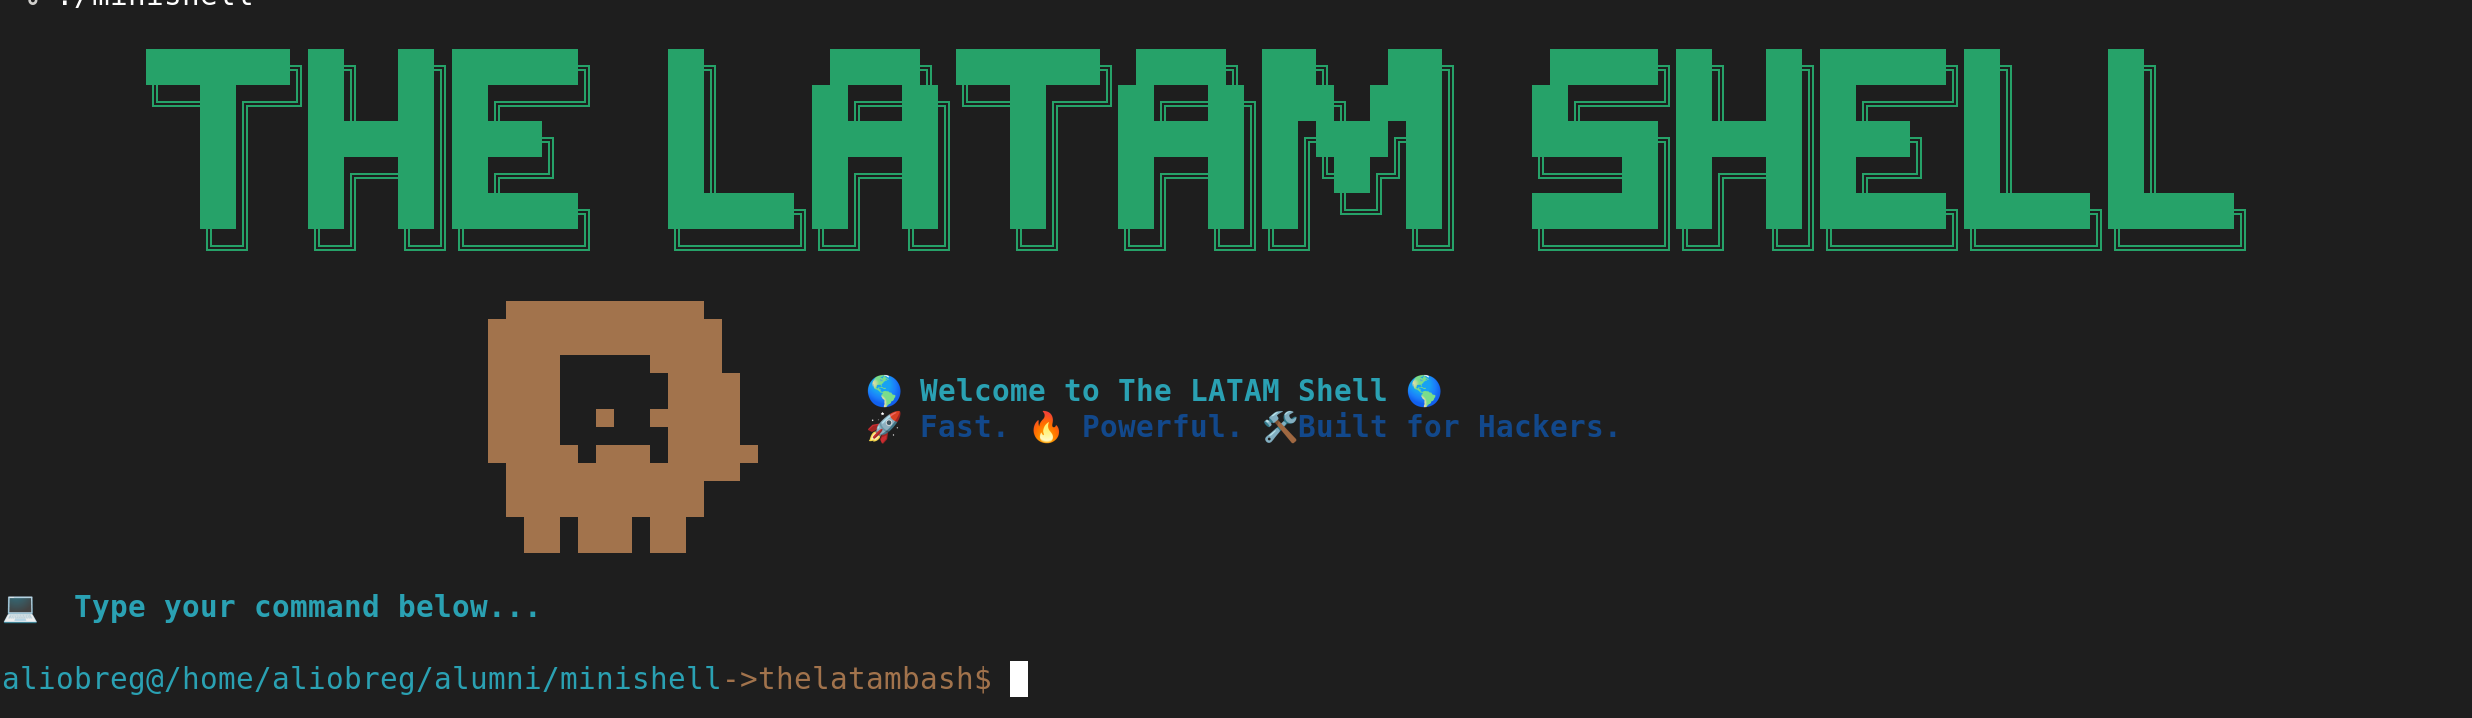 ./minishell
THE LATAM SHELL
🌎 Welcome to The LATAM Shell 🌎
🚀 Fast. 🔥 Powerful. 🛠️Built for Hackers.
💻 Type your command below...
aliobreg@/home/aliobreg/alumni/minishell->thelatambash$